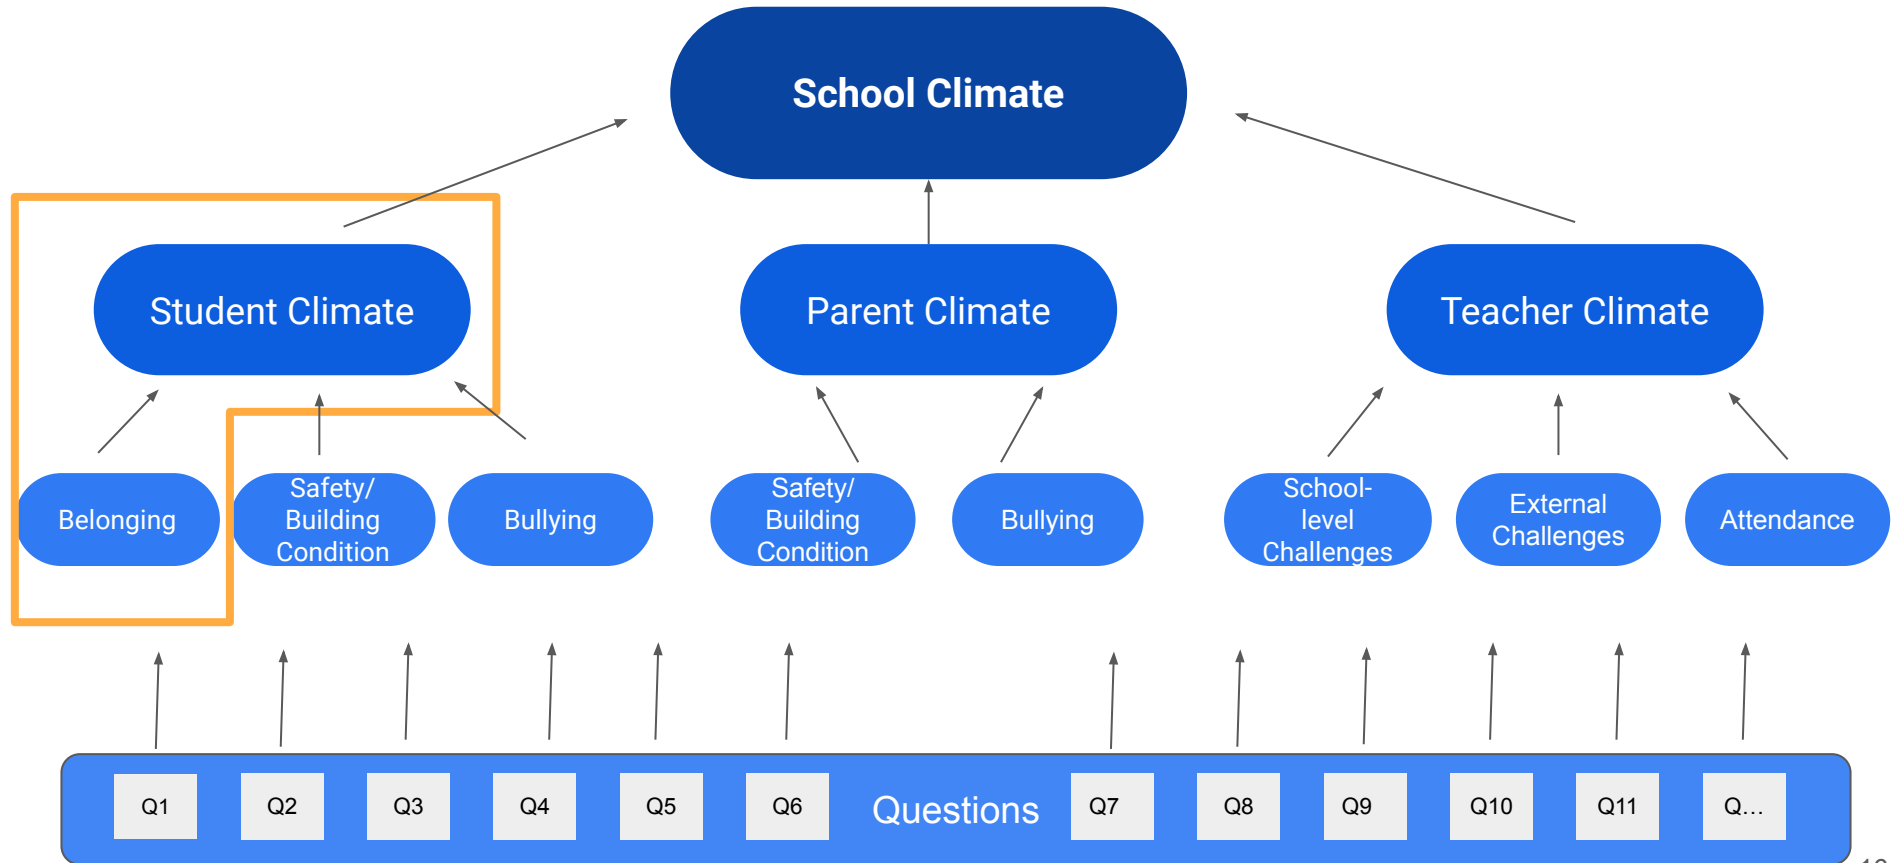 School Climate
Student Climate
Parent Climate
Teacher Climate
Belonging
Safety/
Building
Condition
Bullying
Safety/
Building
Condition
Bullying
School-
level
Challenges
External
Challenges
Attendance
Q1
Q2
Q3
Q4
Q5
Q6
Questions
Q7
Q8
Q9
Q10
Q11
Q...